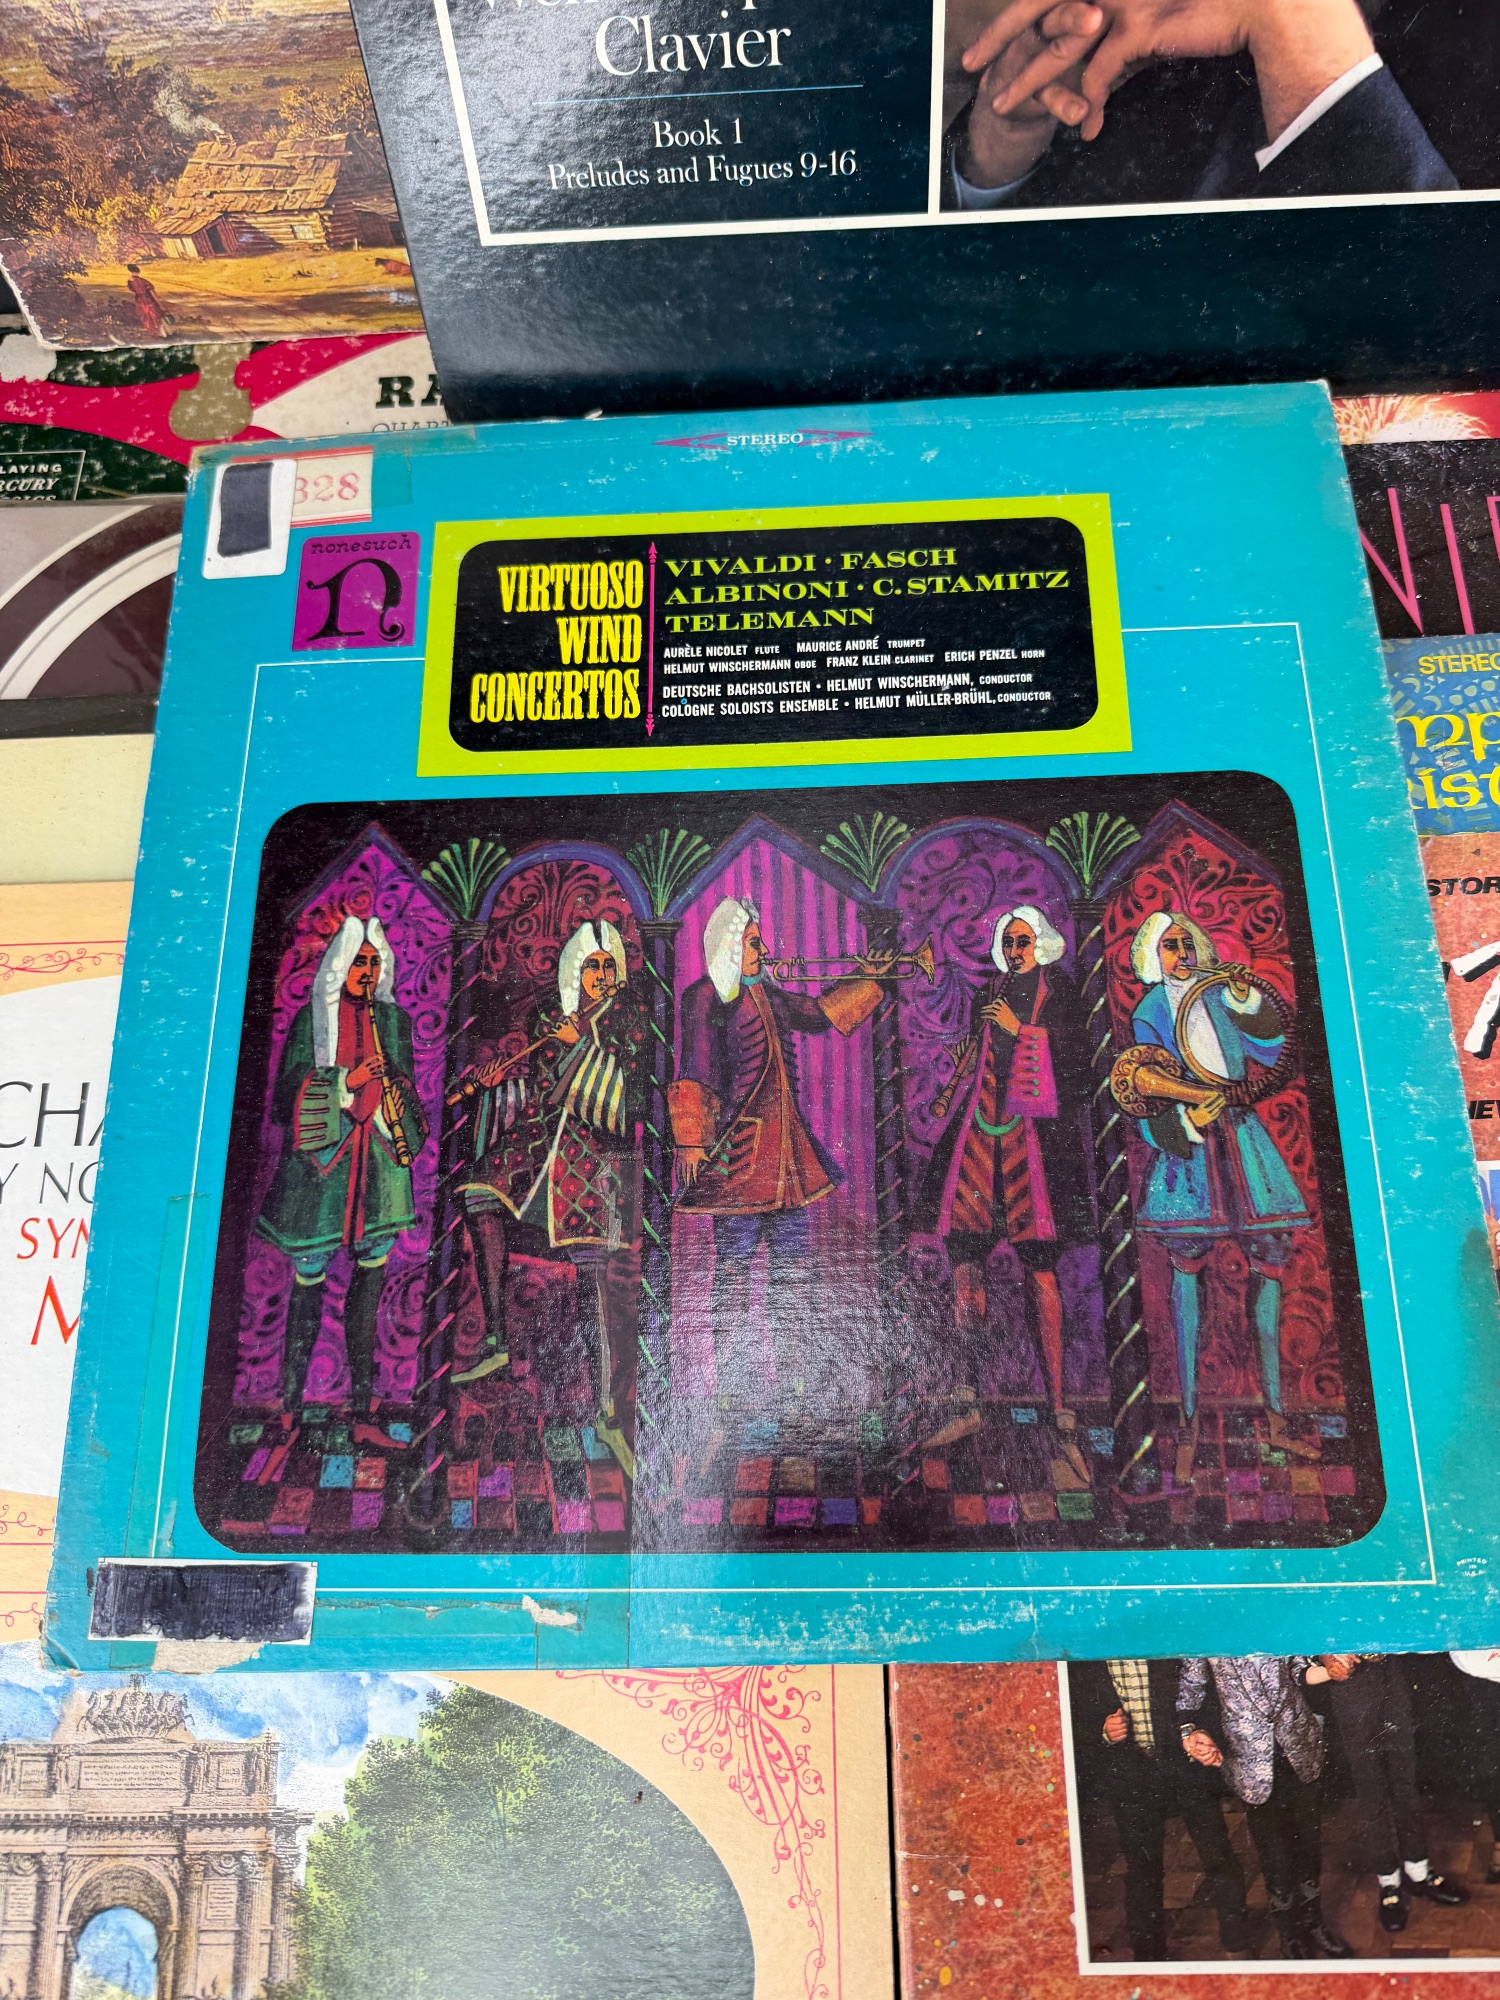 Clavier
Book 1
Preludes and Fugues 9-16
STEREO
328
nonesuch
n
VIRTUOSO
WIND
CONCERTOS
VIVALDI · FASCH
ALBINONI · C. STAMITZ
TELEMANN
AURÈLE NICOLET FLUTE MAURICE ANDRÉ TRUMPET
HELMUT WINSCHERMANN OBOE FRANZ KLEIN CLARINET ERICH PENZEL HORN
DEUTSCHE BACHSOLISTEN · HELMUT WINSCHERMANN, CONDUCTOR
COLOGNE SOLOISTS ENSEMBLE · HELMUT MÜLLER-BRÜHL, CONDUCTOR
STEREO
PRINTED
IN
U.S.A.